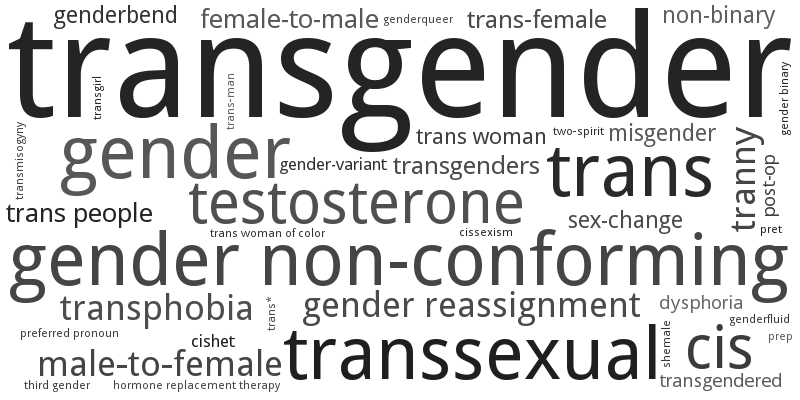 genderbend
female-to-male
genderqueer
trans-female
non-binary
transgender
transgirl
trans-man
gender binary
transmisogyny
gender
trans woman
two-spirit
misgender
gender-variant
transgenders
trans
tranny
post-op
testosterone
trans people
sex-change
pret
trans woman of color
cissexism
gender non-conforming
transphobia
trans*
gender reassignment
dysphoria
genderfluid
preferred pronoun
cishet
transsexual
shemale
cis
prep
male-to-female
transgendered
third gender
hormone replacement therapy